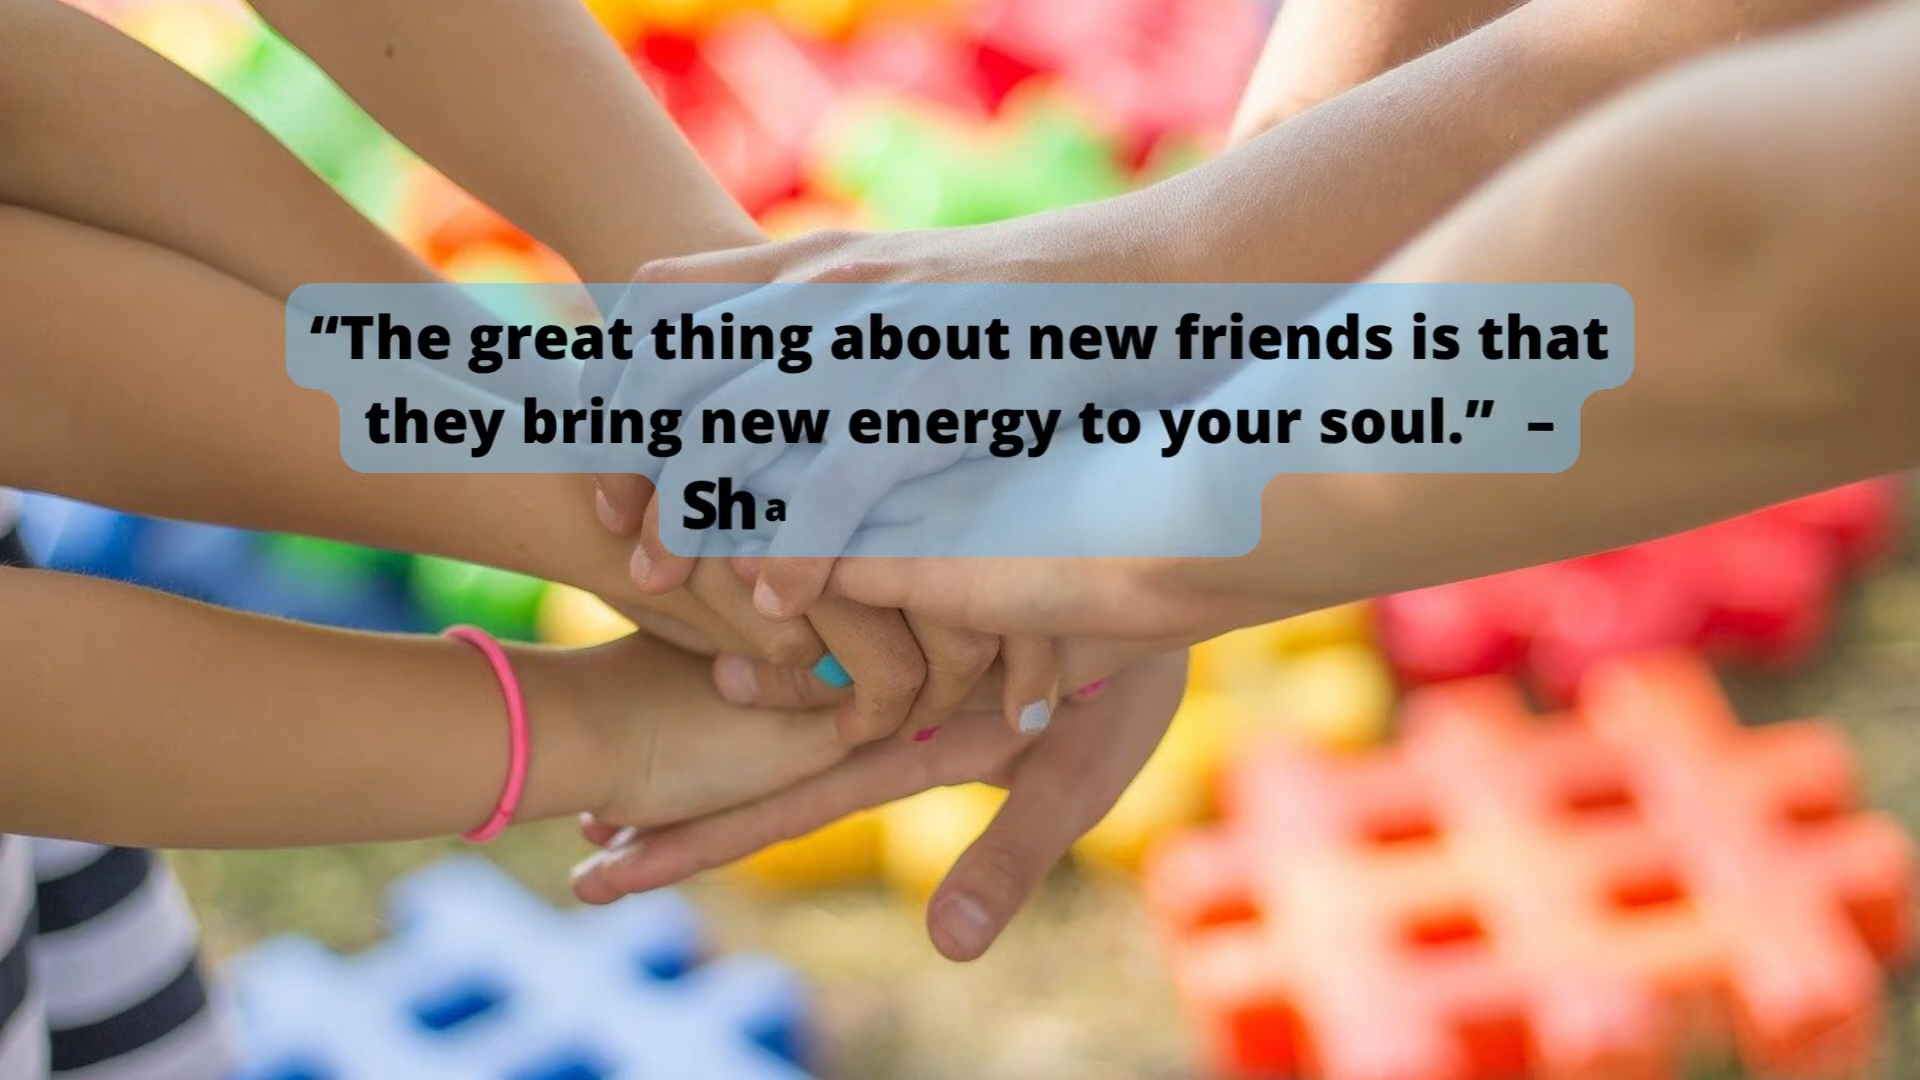 “The great thing about new friends is that
they bring new energy to your soul.” –
Sha